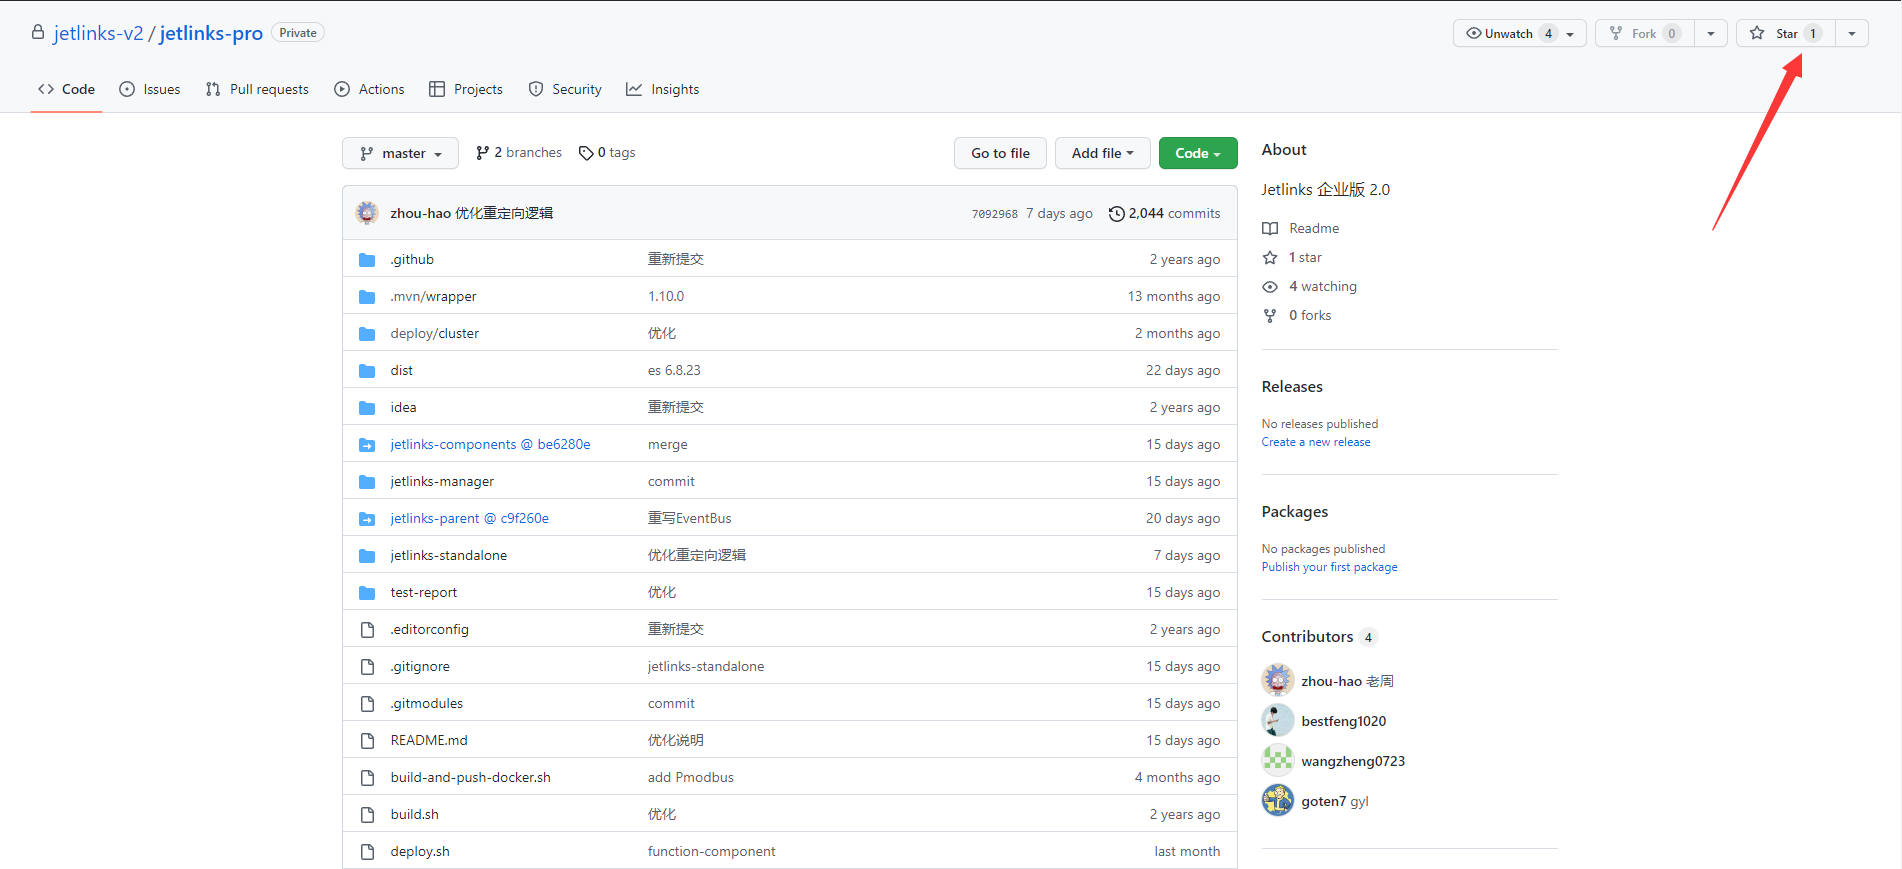 jetlinks-v2 / jetlinks-pro Private
Unwatch 4 Fork 0 Star 1
Code Issues Pull requests Actions Projects Security Insights
master 2 branches 0 tags Go to file Add file Code
zhou-hao 优化重定向逻辑 7092968 7 days ago 2,044 commits
.github 重新提交 2 years ago
.mvn/wrapper 1.10.0 13 months ago
deploy/cluster 优化 2 months ago
dist es 6.8.23 22 days ago
idea 重新提交 2 years ago
jetlinks-components @ be6280e merge 15 days ago
jetlinks-manager commit 15 days ago
jetlinks-parent @ c9f260e 重写EventBus 20 days ago
jetlinks-standalone 优化重定向逻辑 7 days ago
test-report 优化 15 days ago
.editorconfig 重新提交 2 years ago
.gitignore jetlinks-standalone 15 days ago
.gitmodules commit 15 days ago
README.md 优化说明 15 days ago
build-and-push-docker.sh add Pmodbus 4 months ago
build.sh 优化 2 years ago
deploy.sh function-component last month
About
Jetlinks 企业版 2.0
Readme
1 star
4 watching
0 forks
Releases
No releases published
Create a new release
Packages
No packages published
Publish your first package
Contributors 4
zhou-hao 老周
bestfeng1020
wangzheng0723
goten7 gyl